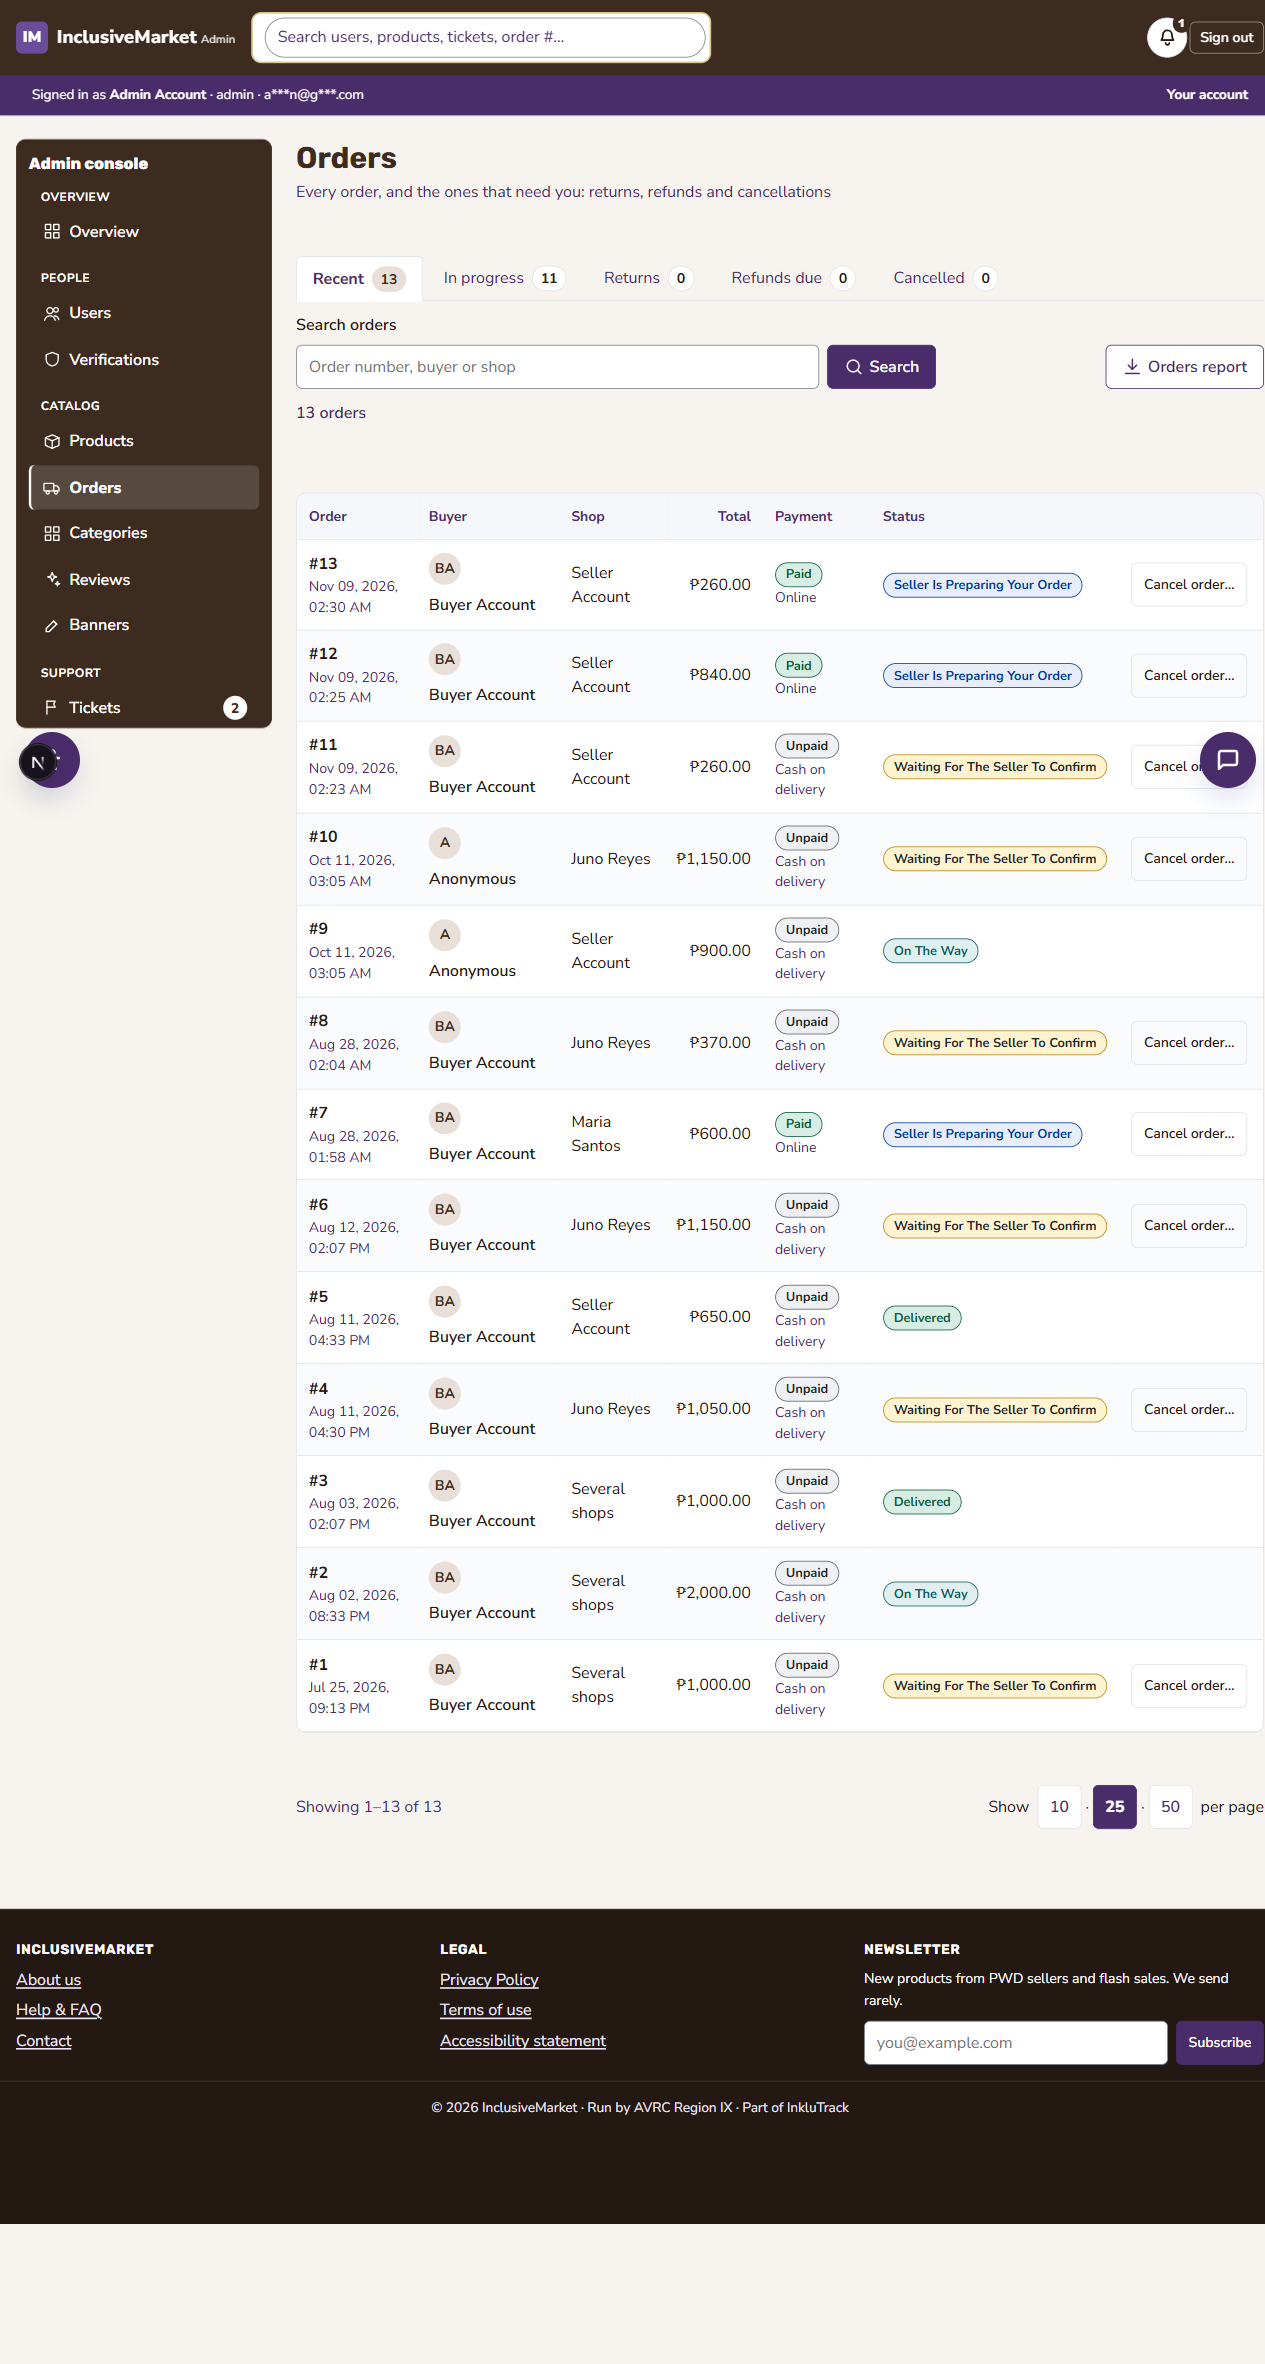 IM InclusiveMarket Admin
Search users, products, tickets, order #...
1
Sign out
Signed in as Admin Account · admin · a***n@g***.com
Your account
Admin console
OVERVIEW
Overview
PEOPLE
Users
Verifications
CATALOG
Products
Orders
Categories
Reviews
Banners
SUPPORT
Tickets 2
N
Orders
Every order, and the ones that need you: returns, refunds and cancellations
Recent 13 In progress 11 Returns 0 Refunds due 0 Cancelled 0
Search orders
Order number, buyer or shop
Search
Orders report
13 orders
Order Buyer Shop Total Payment Status
#13
Nov 09, 2026,
02:30 AM
BA
Buyer Account
Seller
Account
₱260.00
Paid
Online
Seller Is Preparing Your Order
Cancel order...
#12
Nov 09, 2026,
02:25 AM
BA
Buyer Account
Seller
Account
₱840.00
Paid
Online
Seller Is Preparing Your Order
Cancel order...
#11
Nov 09, 2026,
02:23 AM
BA
Buyer Account
Seller
Account
₱260.00
Unpaid
Cash on
delivery
Waiting For The Seller To Confirm
Cancel
#10
Oct 11, 2026,
03:05 AM
A
Anonymous
Juno Reyes
₱1,150.00
Unpaid
Cash on
delivery
Waiting For The Seller To Confirm
Cancel order...
#9
Oct 11, 2026,
03:05 AM
A
Anonymous
Seller
Account
₱900.00
Unpaid
Cash on
delivery
On The Way
#8
Aug 28, 2026,
02:04 AM
BA
Buyer Account
Juno Reyes
₱370.00
Unpaid
Cash on
delivery
Waiting For The Seller To Confirm
Cancel order...
#7
Aug 28, 2026,
01:58 AM
BA
Buyer Account
Maria
Santos
₱600.00
Paid
Online
Seller Is Preparing Your Order
Cancel order...
#6
Aug 12, 2026,
02:07 PM
BA
Buyer Account
Juno Reyes
₱1,150.00
Unpaid
Cash on
delivery
Waiting For The Seller To Confirm
Cancel order...
#5
Aug 11, 2026,
04:33 PM
BA
Buyer Account
Seller
Account
₱650.00
Unpaid
Cash on
delivery
Delivered
#4
Aug 11, 2026,
04:30 PM
BA
Buyer Account
Juno Reyes
₱1,050.00
Unpaid
Cash on
delivery
Waiting For The Seller To Confirm
Cancel order...
#3
Aug 03, 2026,
02:07 PM
BA
Buyer Account
Several
shops
₱1,000.00
Unpaid
Cash on
delivery
Delivered
#2
Aug 02, 2026,
08:33 PM
BA
Buyer Account
Several
shops
₱2,000.00
Unpaid
Cash on
delivery
On The Way
#1
Jul 25, 2026,
09:13 PM
BA
Buyer Account
Several
shops
₱1,000.00
Unpaid
Cash on
delivery
Waiting For The Seller To Confirm
Cancel order...
Showing 1–13 of 13
Show 10 · 25 · 50 per page
INCLUSIVEMARKET
About us
Help & FAQ
Contact
LEGAL
Privacy Policy
Terms of use
Accessibility statement
NEWSLETTER
New products from PWD sellers and flash sales. We send
rarely.
you@example.com
Subscribe
© 2026 InclusiveMarket · Run by AVRC Region IX · Part of InkluTrack